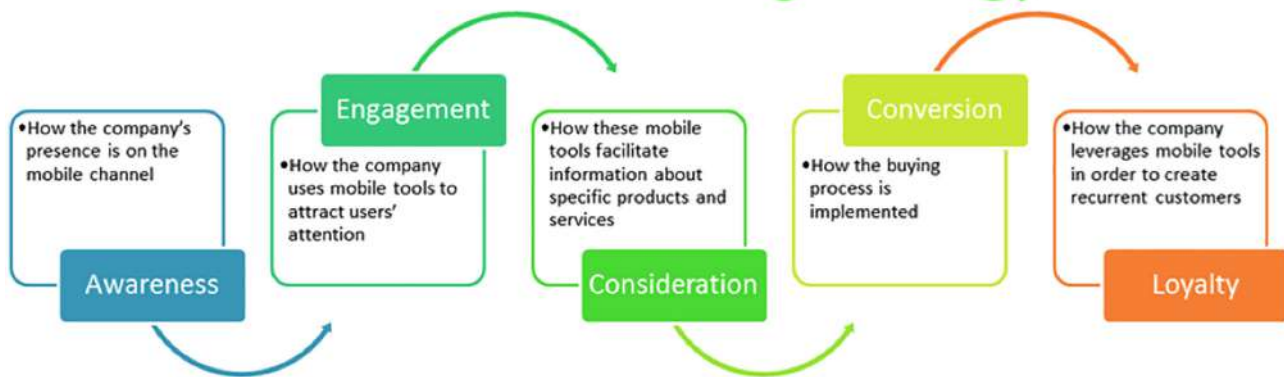 •How the company's
presence is on the
mobile channel
Awareness
Engagement
•How the company
uses mobile tools to
attract users'
attention
•How these mobile
tools facilitate
information about
specific products and
services
Consideration
Conversion
•How the buying
process is
implemented
•How the company
leverages mobile tools
in order to create
recurrent customers
Loyalty